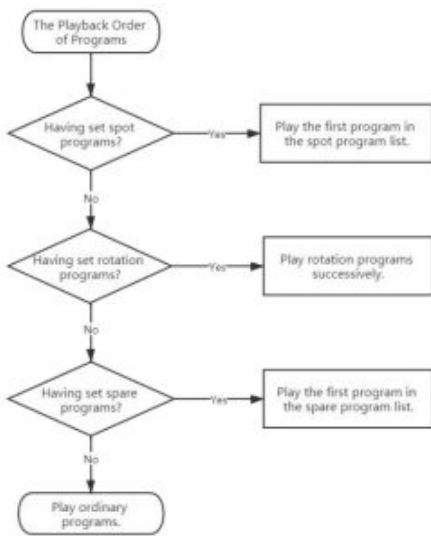 The Playback Order
of Programs
Having set spot
programs?
Yes
Play the first program in
the spot program list.
No
Having set rotation
programs?
Yes
Play rotation programs
successively.
No
Having set spare
programs?
Yes
Play the first program in
the spare program list.
No
Play ordinary
programs.